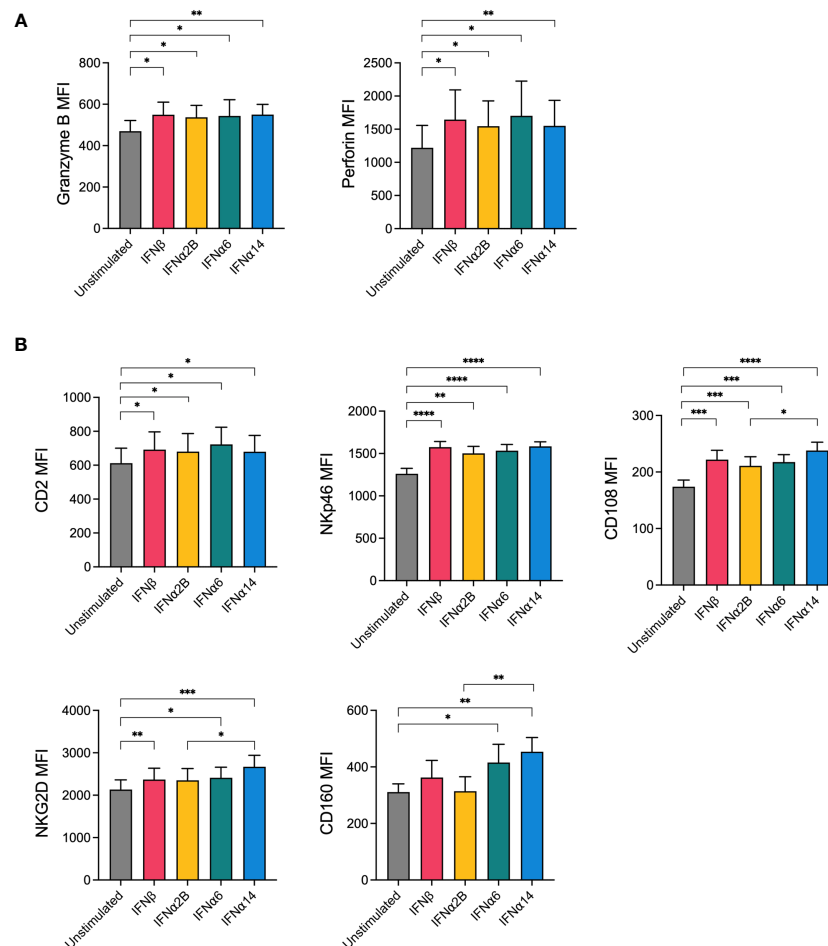 A
**
*
*
*
Granzyme B MFI
800
600
400
200
0
Unstimulated
IFNβ
IFNα2B
IFNα6
IFNα14
**
*
*
*
Perforin MFI
2500
2000
1500
1000
500
0
Unstimulated
IFNβ
IFNα2B
IFNα6
IFNα14
B
*
*
*
*
CD2 MFI
1000
800
600
400
200
0
Unstimulated
IFNβ
IFNα2B
IFNα6
IFNα14
****
****
**
****
NKp46 MFI
2000
1500
1000
500
0
Unstimulated
IFNβ
IFNα2B
IFNα6
IFNα14
****
***
***
*** *
CD108 MFI
300
200
100
0
Unstimulated
IFNβ
IFNα2B
IFNα6
IFNα14
***
*
** *
NKG2D MFI
4000
3000
2000
1000
0
Unstimulated
IFNβ
IFNα2B
IFNα6
IFNα14
**
**
*
CD160 MFI
600
400
200
0
Unstimulated
IFNβ
IFNα2B
IFNα6
IFNα14